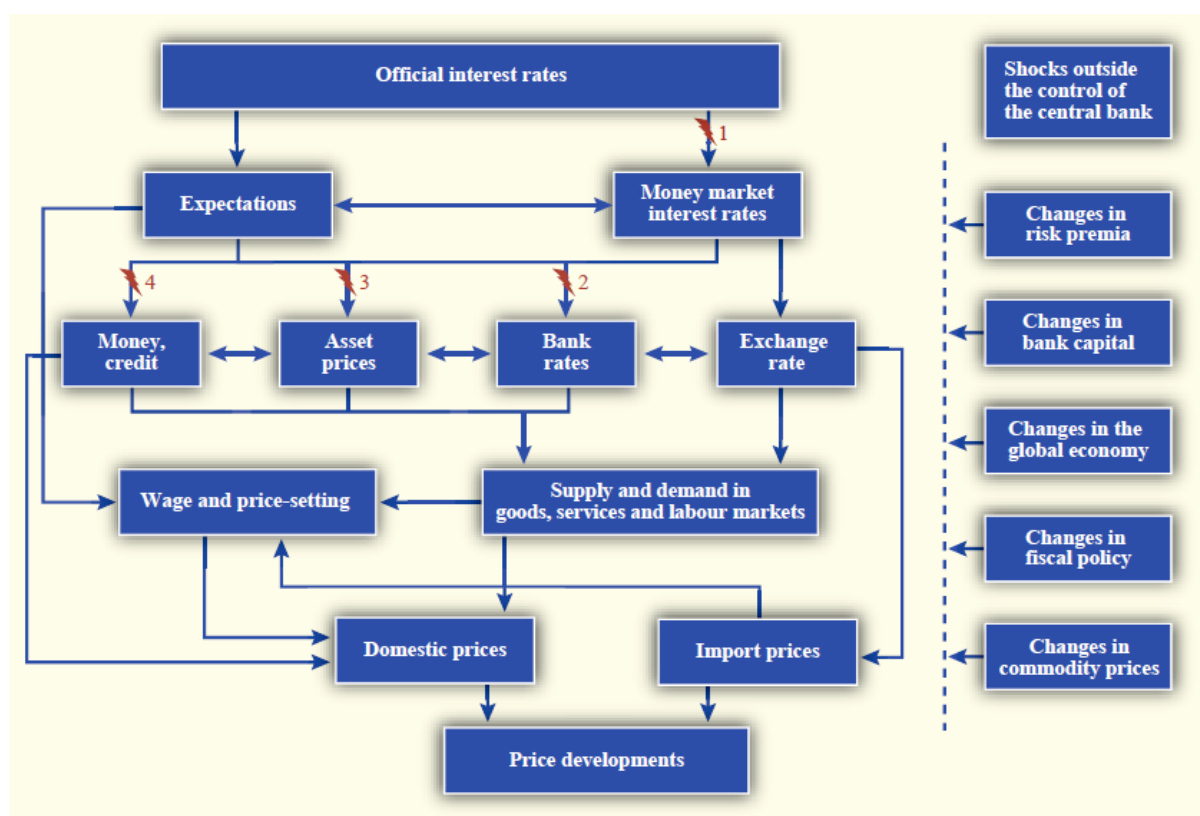 Official interest rates
Shocks outside
the control of
the central bank
1
Expectations
Money market
interest rates
Changes in
risk premia
4
3
2
Money,
credit
Asset
prices
Bank
rates
Exchange
rate
Changes in
bank capital
Changes in the
global economy
Wage and price-setting
Supply and demand in
goods, services and labour markets
Changes in
fiscal policy
Domestic prices
Import prices
Changes in
commodity prices
Price developments